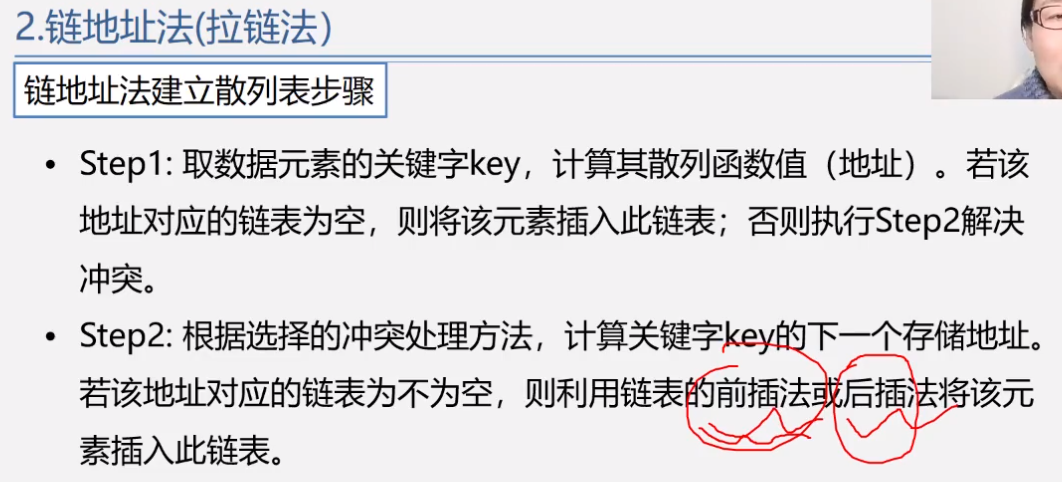 2.链地址法(拉链法)
链地址法建立散列表步骤
• Step1: 取数据元素的关键字key，计算其散列函数值（地址）。若该
地址对应的链表为空，则将该元素插入此链表；否则执行Step2解决
冲突。
• Step2: 根据选择的冲突处理方法，计算关键字key的下一个存储地址。
若该地址对应的链表为不为空，则利用链表的前插法或后插法将该元
素插入此链表。